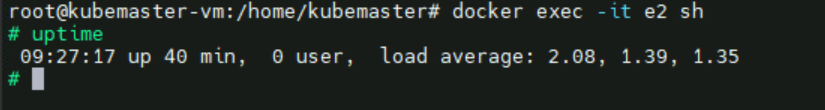 root@kubemaster-vm:/home/kubemaster# docker exec -it e2 sh
# uptime
 09:27:17 up 40 min,  0 user,  load average: 2.08, 1.39, 1.35
#